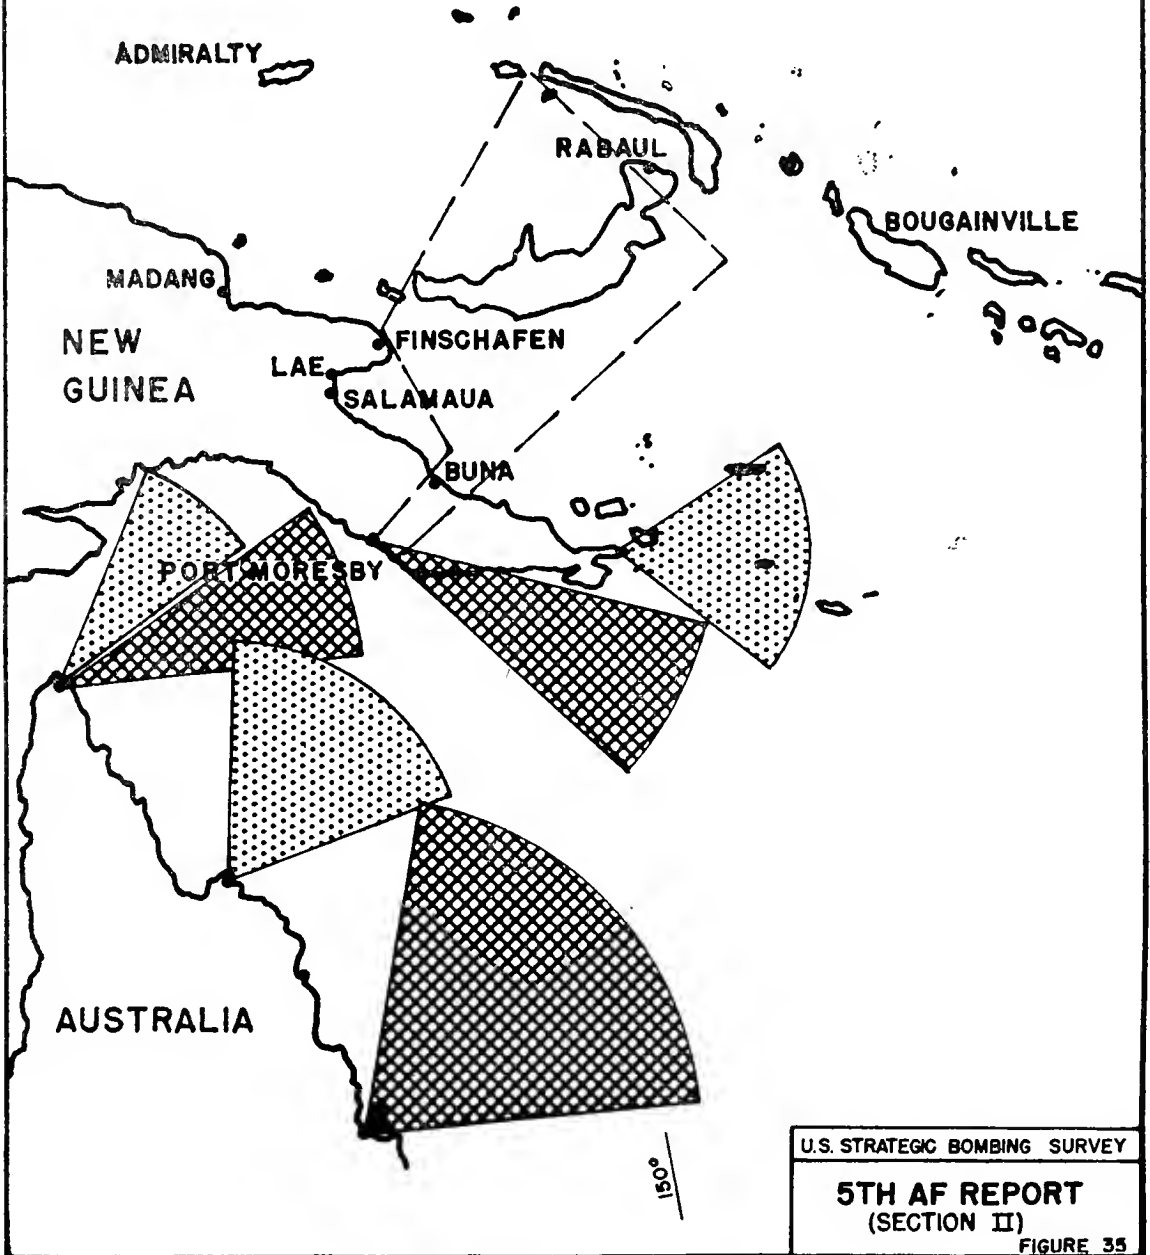 ADMIRALTY
RABAUL
BOUGAINVILLE
MADANG
NEW
GUINEA
FINSCHAFEN
LAE
SALAMAUA
BUNA
PORT MORESBY
AUSTRALIA
150°
U.S. STRATEGIC BOMBING SURVEY
5TH AF REPORT
(SECTION II)
FIGURE 35